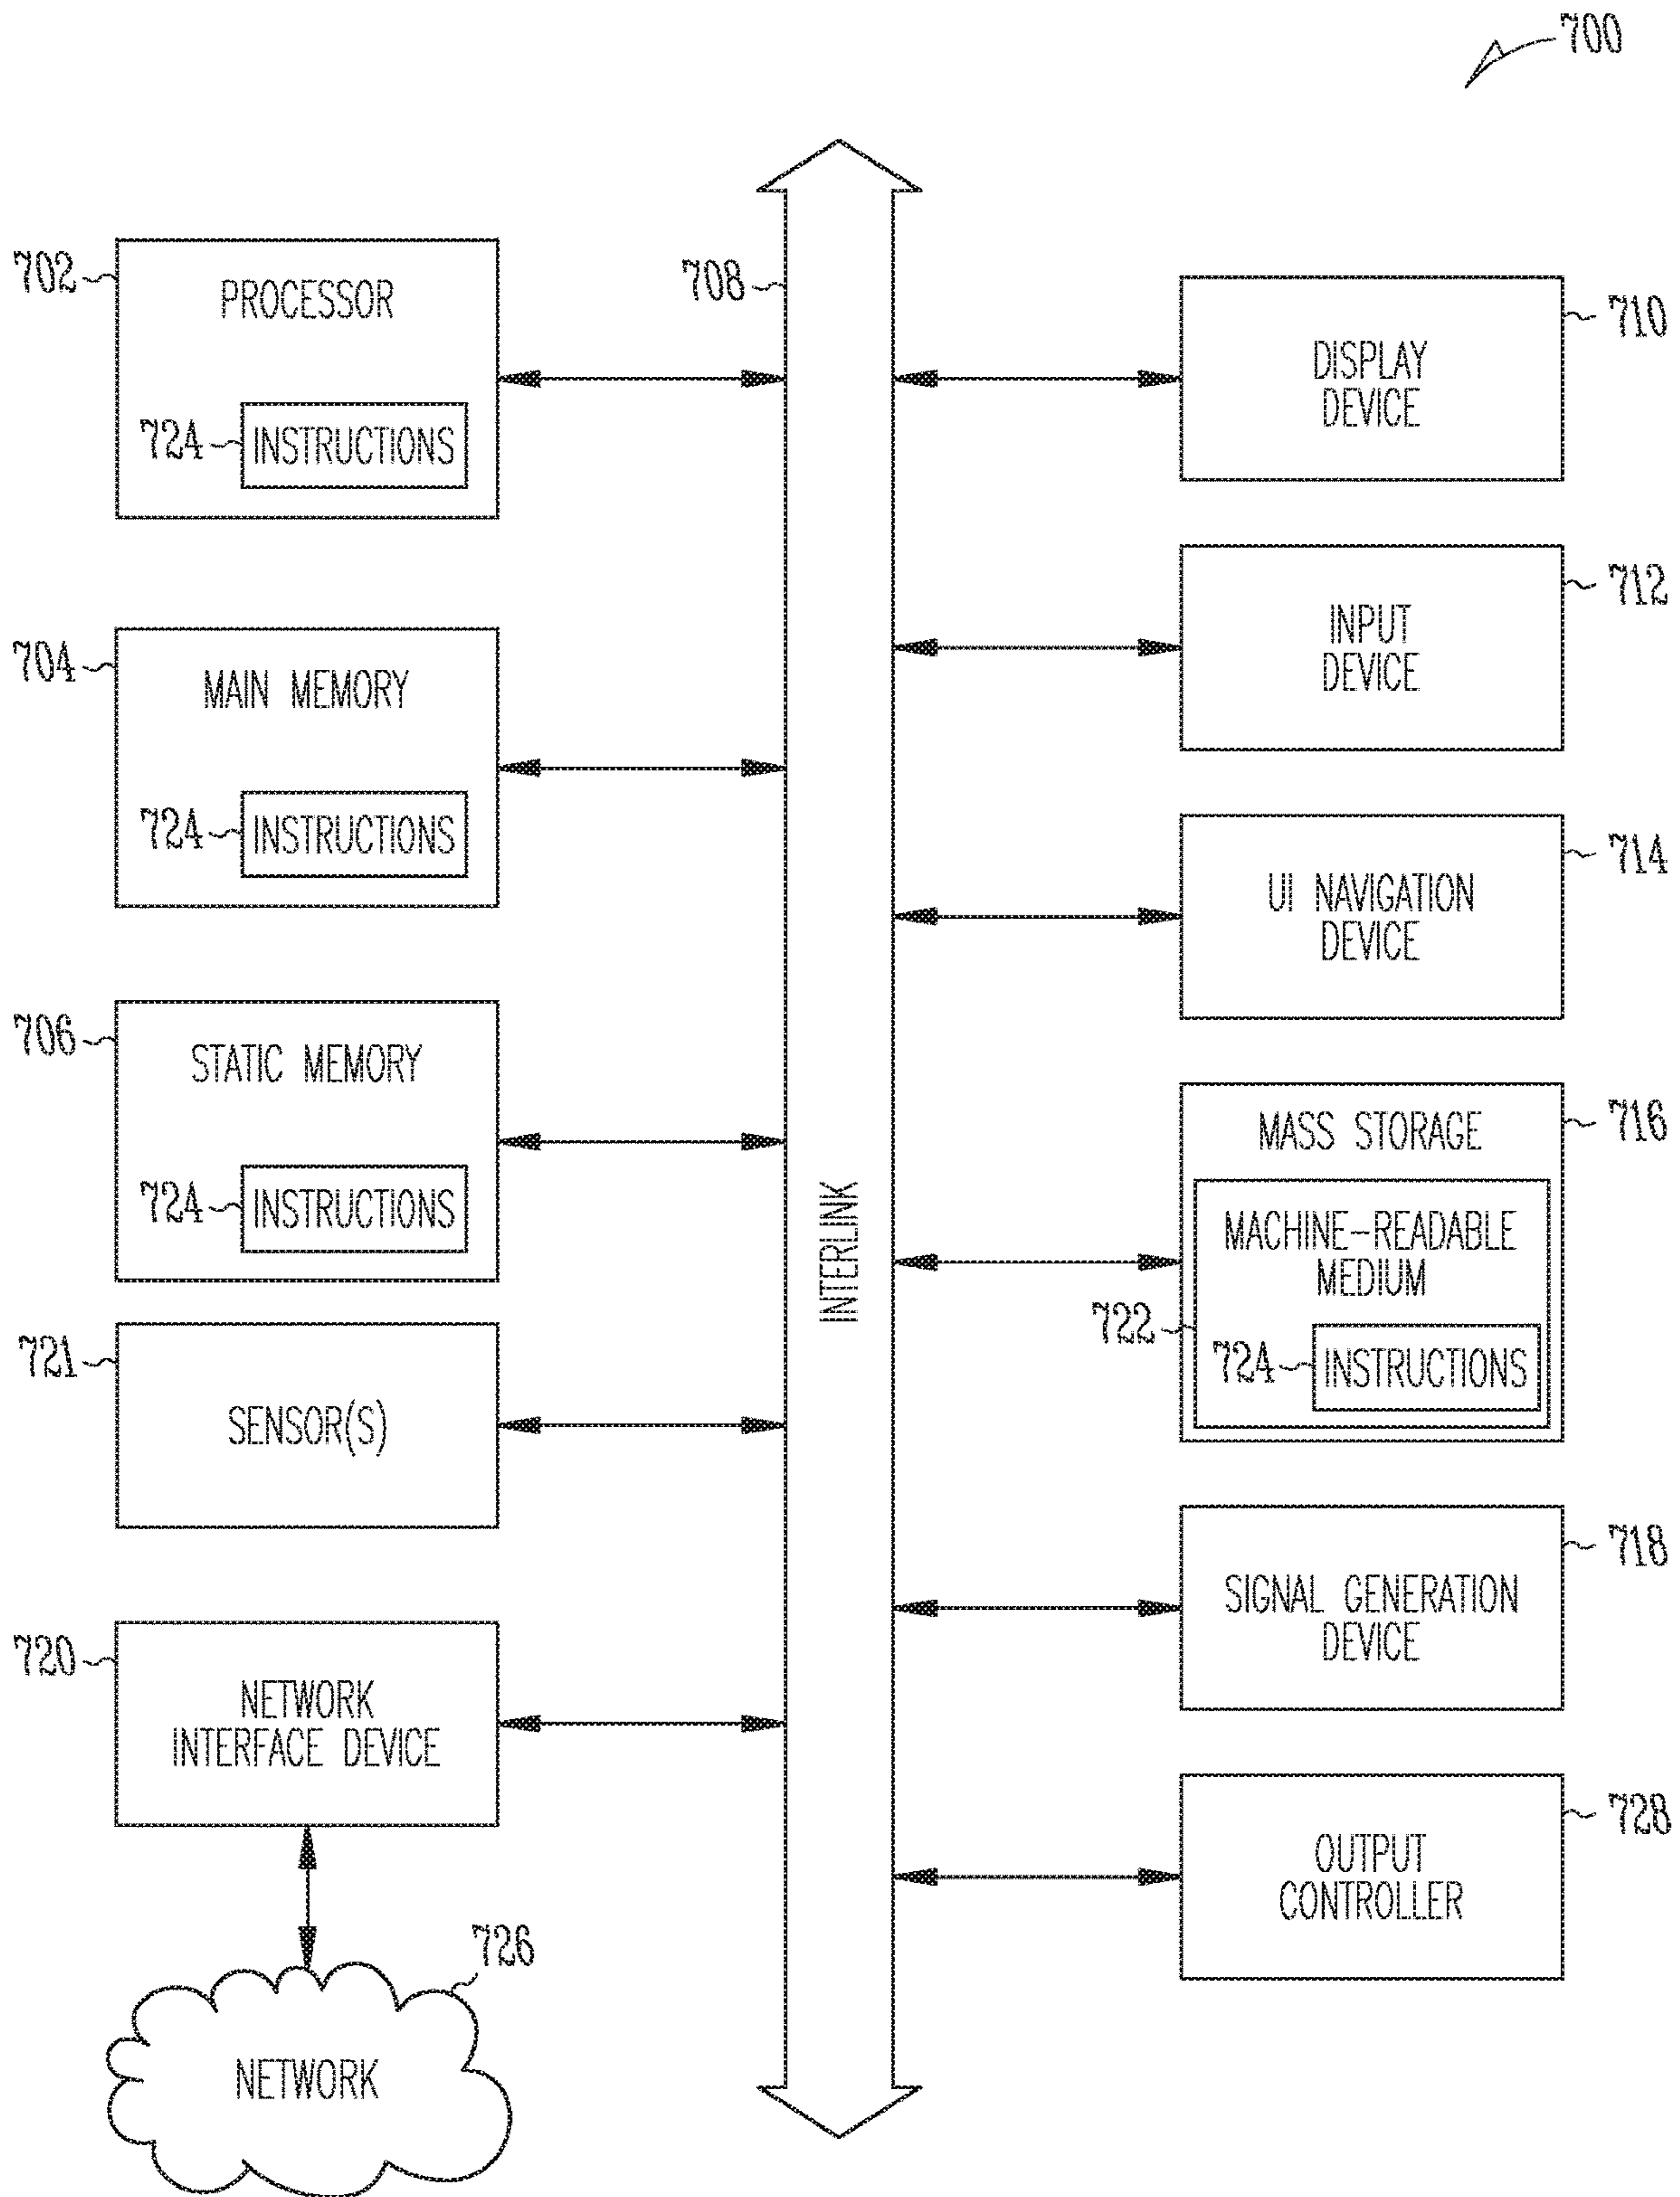 700
702
PROCESSOR
724
INSTRUCTIONS
704
MAIN MEMORY
724
INSTRUCTIONS
706
STATIC MEMORY
724
INSTRUCTIONS
721
SENSOR(S)
720
NETWORK
INTERFACE DEVICE
726
NETWORK
708
INTERLINK
710
DISPLAY
DEVICE
712
INPUT
DEVICE
714
UI NAVIGATION
DEVICE
716
MASS STORAGE
MACHINE-READABLE
MEDIUM
722
724
INSTRUCTIONS
718
SIGNAL GENERATION
DEVICE
728
OUTPUT
CONTROLLER